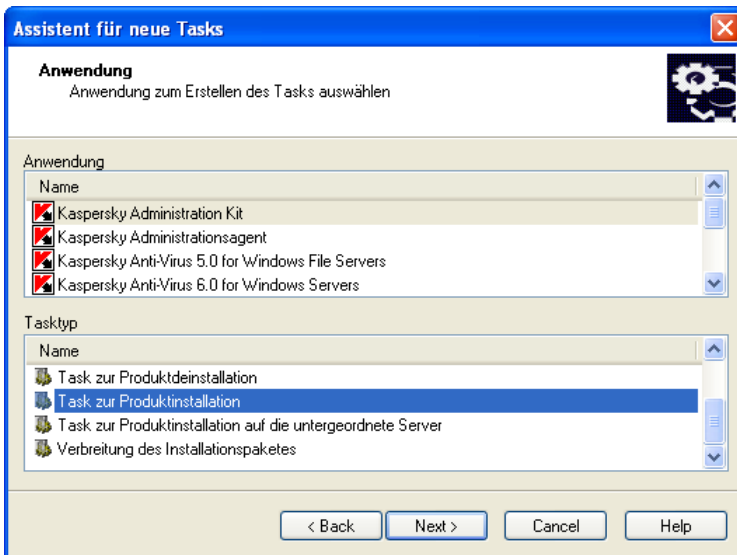 Assistent für neue Tasks
Anwendung
Anwendung zum Erstellen des Tasks auswählen
Anwendung
Name
Kaspersky Administration Kit
Kaspersky Administrationsagent
Kaspersky Anti-Virus 5.0 for Windows File Servers
Kaspersky Anti-Virus 6.0 for Windows Servers
Tasktyp
Name
Task zur Produktdeinstallation
Task zur Produktinstallation
Task zur Produktinstallation auf die untergeordnete Server
Verbreitung des Installationspaketes
< Back Next > Cancel Help